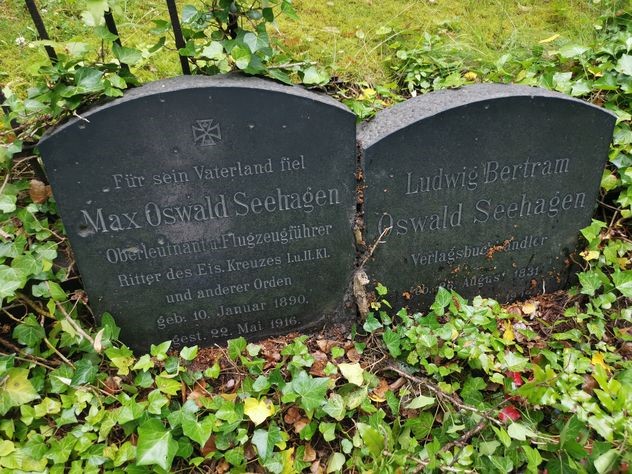 Für sein Vaterland fiel
Max Oswald Seehagen
Oberleutnant u. Flugzeugführer
Ritter des Eis. Kreuzes I. u. II. Kl.
und anderer Orden
geb. 10. Januar 1890.
gest. 22. Mai 1916.
Ludwig Bertram
Oswald Seehagen
Verlagsbuchhändler
August 1831